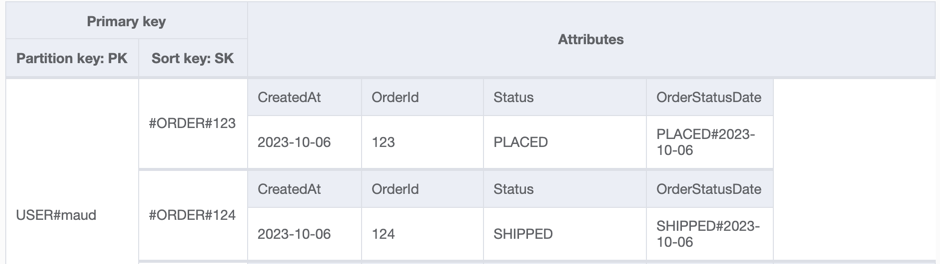 Primary key
Attributes
Partition key: PK Sort key: SK
CreatedAt OrderId Status OrderStatusDate
#ORDER#123
2023-10-06 123 PLACED PLACED#2023-
10-06
CreatedAt OrderId Status OrderStatusDate
USER#maud #ORDER#124
2023-10-06 124 SHIPPED SHIPPED#2023-
10-06